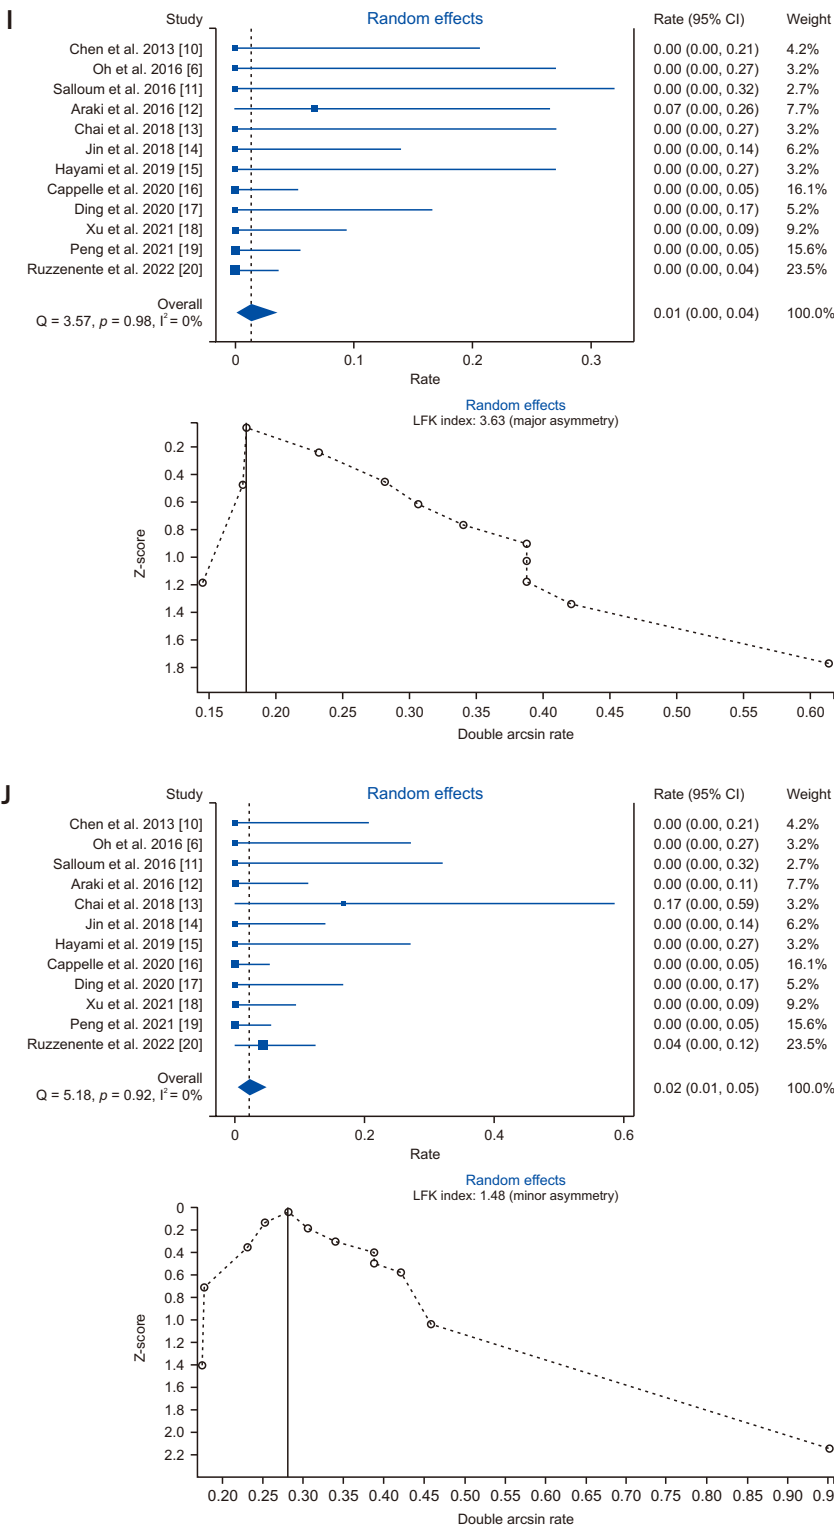 I
Study Random effects Rate (95% CI) Weight
Chen et al. 2013 [10] 0.00 (0.00, 0.21) 4.2%
Oh et al. 2016 [6] 0.00 (0.00, 0.27) 3.2%
Salloum et al. 2016 [11] 0.00 (0.00, 0.32) 2.7%
Araki et al. 2016 [12] 0.07 (0.00, 0.26) 7.7%
Chai et al. 2018 [13] 0.00 (0.00, 0.27) 3.2%
Jin et al. 2018 [14] 0.00 (0.00, 0.14) 6.2%
Hayami et al. 2019 [15] 0.00 (0.00, 0.27) 3.2%
Cappelle et al. 2020 [16] 0.00 (0.00, 0.05) 16.1%
Ding et al. 2020 [17] 0.00 (0.00, 0.17) 5.2%
Xu et al. 2021 [18] 0.00 (0.00, 0.09) 9.2%
Peng et al. 2021 [19] 0.00 (0.00, 0.05) 15.6%
Ruzzenente et al. 2022 [20] 0.00 (0.00, 0.04) 23.5%
Overall 0.01 (0.00, 0.04) 100.0%
Q = 3.57, p = 0.98, I² = 0%
0 0.1 0.2 0.3
Rate
Random effects
LFK index: 3.63 (major asymmetry)
Z-score
0.2
0.4
0.6
0.8
1.0
1.2
1.4
1.6
1.8
0.15 0.20 0.25 0.30 0.35 0.40 0.45 0.50 0.55 0.60
Double arcsin rate
J
Study Random effects Rate (95% CI) Weight
Chen et al. 2013 [10] 0.00 (0.00, 0.21) 4.2%
Oh et al. 2016 [6] 0.00 (0.00, 0.27) 3.2%
Salloum et al. 2016 [11] 0.00 (0.00, 0.32) 2.7%
Araki et al. 2016 [12] 0.00 (0.00, 0.11) 7.7%
Chai et al. 2018 [13] 0.17 (0.00, 0.59) 3.2%
Jin et al. 2018 [14] 0.00 (0.00, 0.14) 6.2%
Hayami et al. 2019 [15] 0.00 (0.00, 0.27) 3.2%
Cappelle et al. 2020 [16] 0.00 (0.00, 0.05) 16.1%
Ding et al. 2020 [17] 0.00 (0.00, 0.17) 5.2%
Xu et al. 2021 [18] 0.00 (0.00, 0.09) 9.2%
Peng et al. 2021 [19] 0.00 (0.00, 0.05) 15.6%
Ruzzenente et al. 2022 [20] 0.04 (0.00, 0.12) 23.5%
Overall 0.02 (0.01, 0.05) 100.0%
Q = 5.18, p = 0.92, I² = 0%
0 0.2 0.4 0.6
Rate
Random effects
LFK index: 1.48 (minor asymmetry)
Z-score
0
0.2
0.4
0.6
0.8
1.0
1.2
1.4
1.6
1.8
2.0
2.2
0.20 0.25 0.30 0.35 0.40 0.45 0.50 0.55 0.60 0.65 0.70 0.75 0.80 0.85 0.90
Double arcsin rate